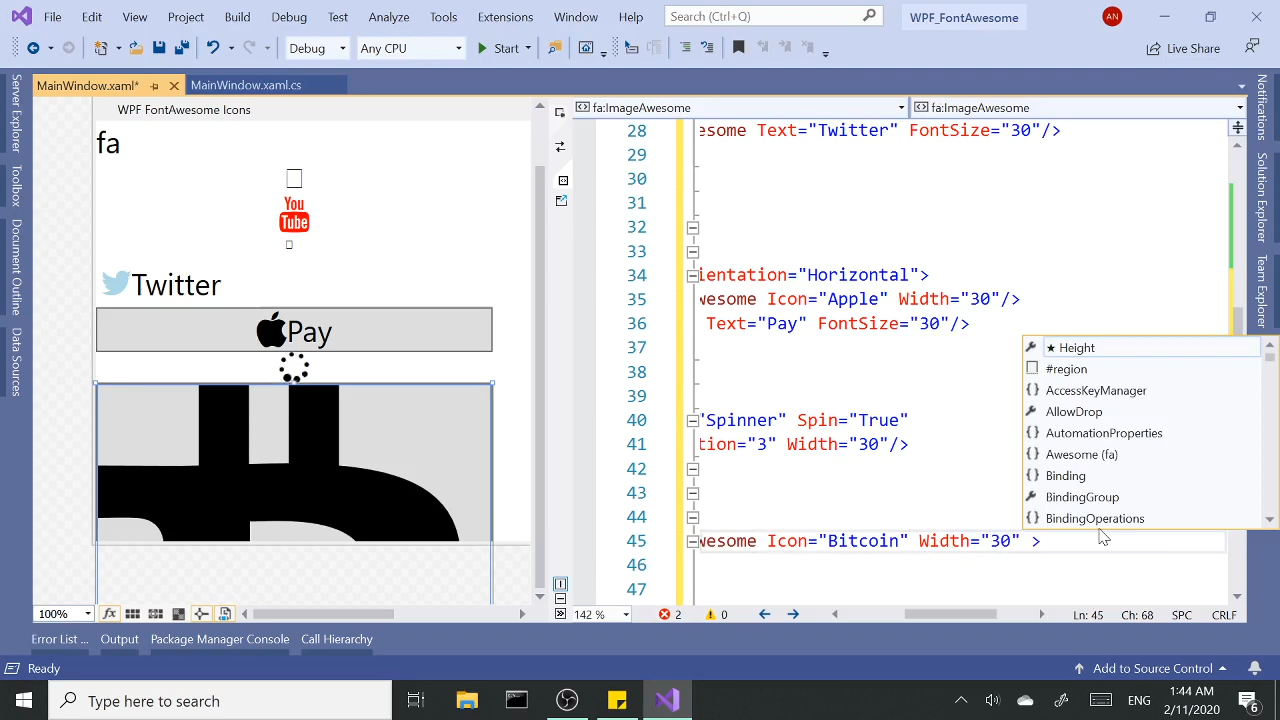 File Edit View Project Build Debug Test Analyze Tools Extensions Window Help Search (Ctrl+Q) WPF_FontAwesome AN
Debug Any CPU Start Live Share
MainWindow.xaml* MainWindow.xaml.cs
Server Explorer
Toolbox
Document Outline
Data Sources
WPF FontAwesome Icons
fa
You
Tube
Twitter
Pay
fa:ImageAwesome fa:ImageAwesome
28 esome Text="Twitter" FontSize="30"/>
29
30
31
32
33
34 ientation="Horizontal">
35 wesome Icon="Apple" Width="30"/>
36 Text="Pay" FontSize="30"/>
37
38
39
40 "Spinner" Spin="True"
41 tion="3" Width="30"/>
42
43
44
45 wesome Icon="Bitcoin" Width="30" >
46
47
★ Height
#region
AccessKeyManager
AllowDrop
AutomationProperties
Awesome (fa)
Binding
BindingGroup
BindingOperations
Notifications
Solution Explorer
Team Explorer
100% fx 142 % 2 0 Ln: 45 Ch: 68 SPC CRLF
Error List ... Output Package Manager Console Call Hierarchy
Ready Add to Source Control
Type here to search ENG 1:44 AM
2/11/2020 6